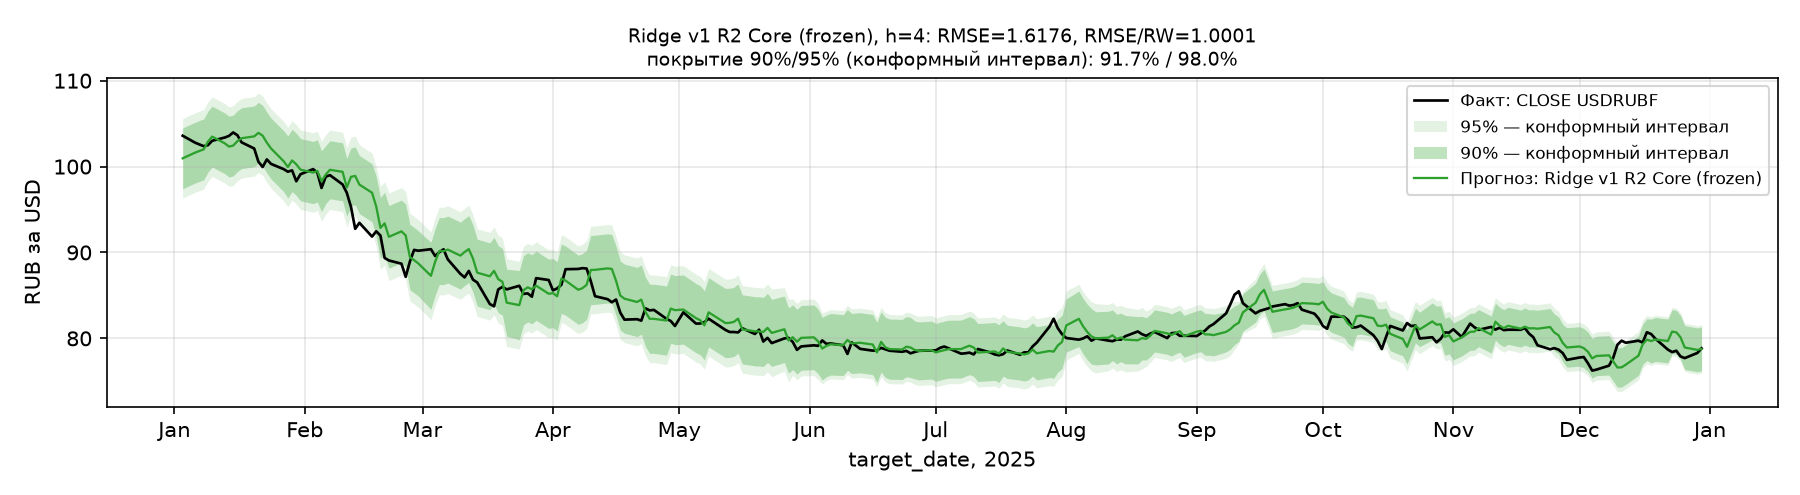 Ridge v1 R2 Core (frozen), h=4: RMSE=1.6176, RMSE/RW=1.0001
покрытие 90%/95% (конформный интервал): 91.7% / 98.0%
110
100
90
80
RUB за USD
Факт: CLOSE USDRUBF
95% — конформный интервал
90% — конформный интервал
Прогноз: Ridge v1 R2 Core (frozen)
Jan Feb Mar Apr May Jun Jul Aug Sep Oct Nov Dec Jan
target_date, 2025